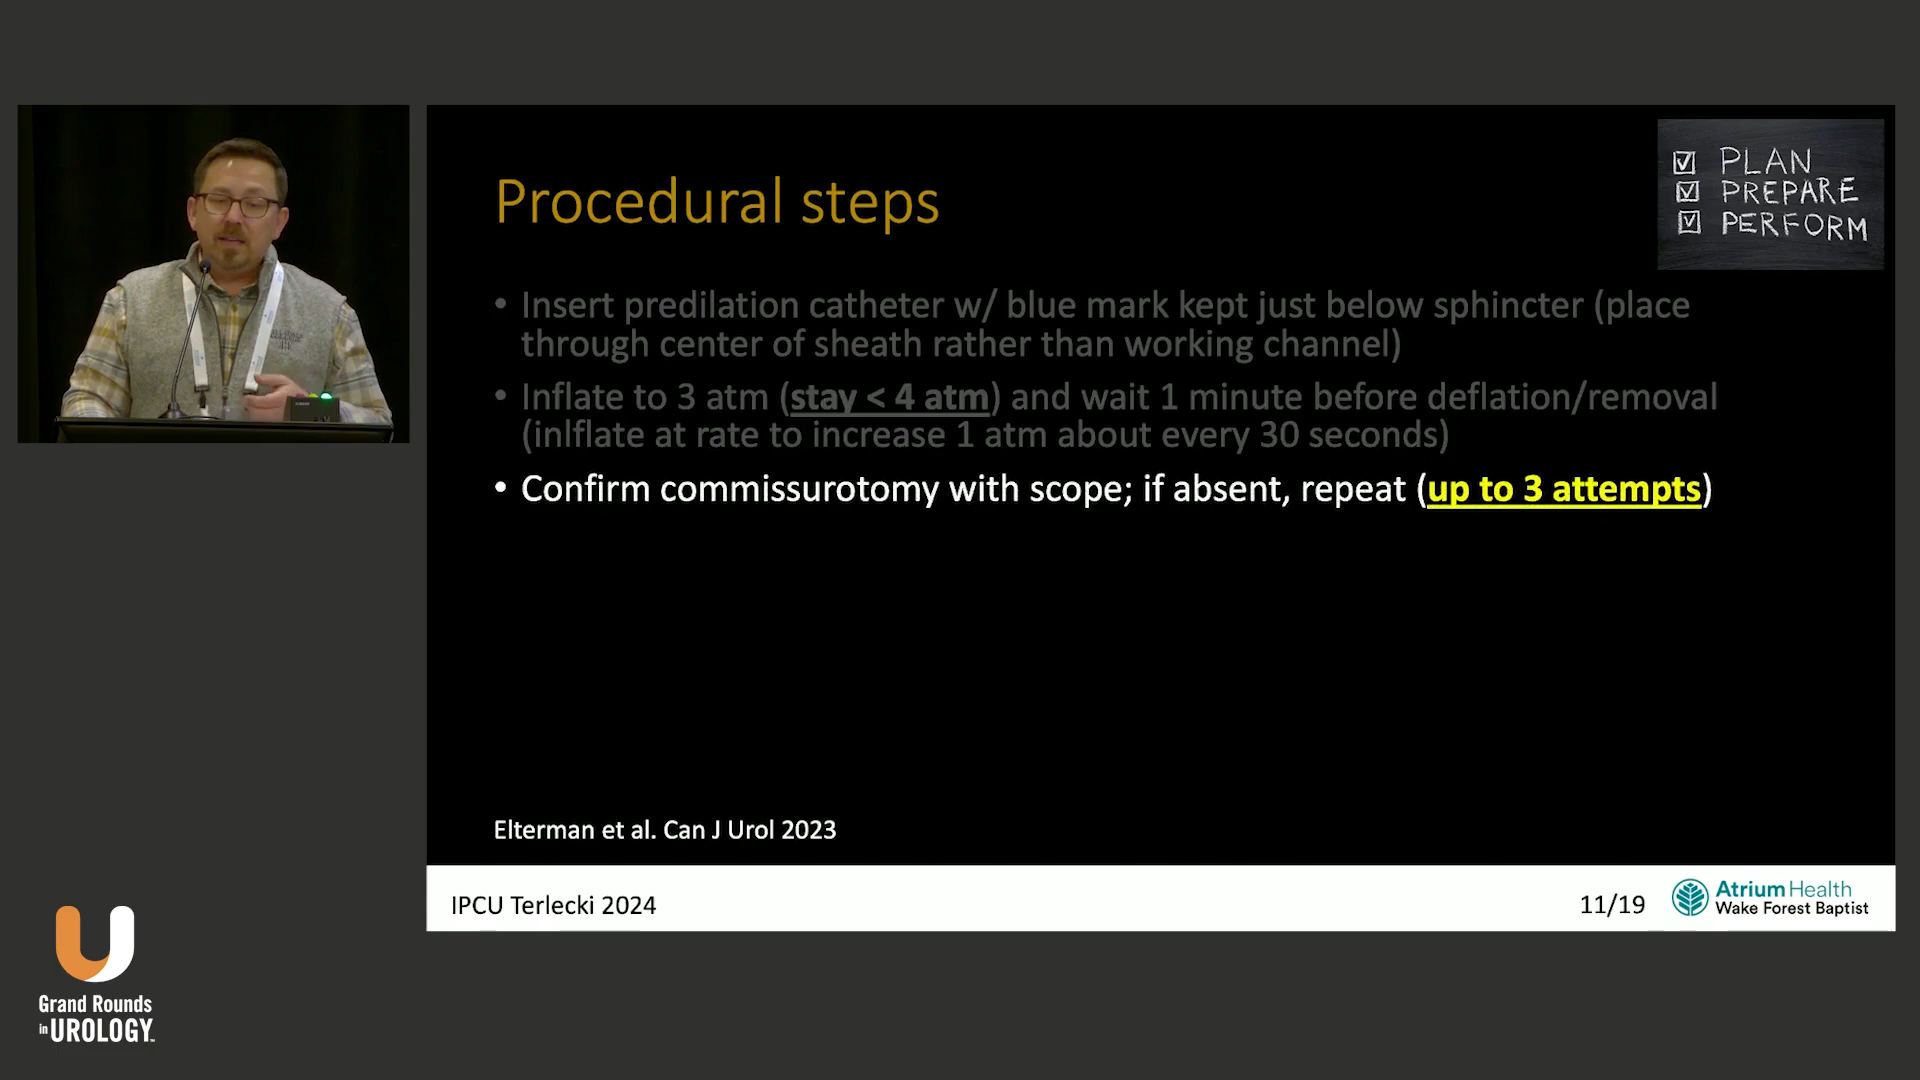 PLAN
PREPARE
PERFORM
Procedural steps
• Insert predilation catheter w/ blue mark kept just below sphincter (place
through center of sheath rather than working channel)
• Inflate to 3 atm (stay < 4 atm) and wait 1 minute before deflation/removal
(inlflate at rate to increase 1 atm about every 30 seconds)
• Confirm commissurotomy with scope; if absent, repeat (up to 3 attempts)
Elterman et al. Can J Urol 2023
IPCU Terlecki 2024
11/19
Atrium Health
Wake Forest Baptist
Grand Rounds
in UROLOGY